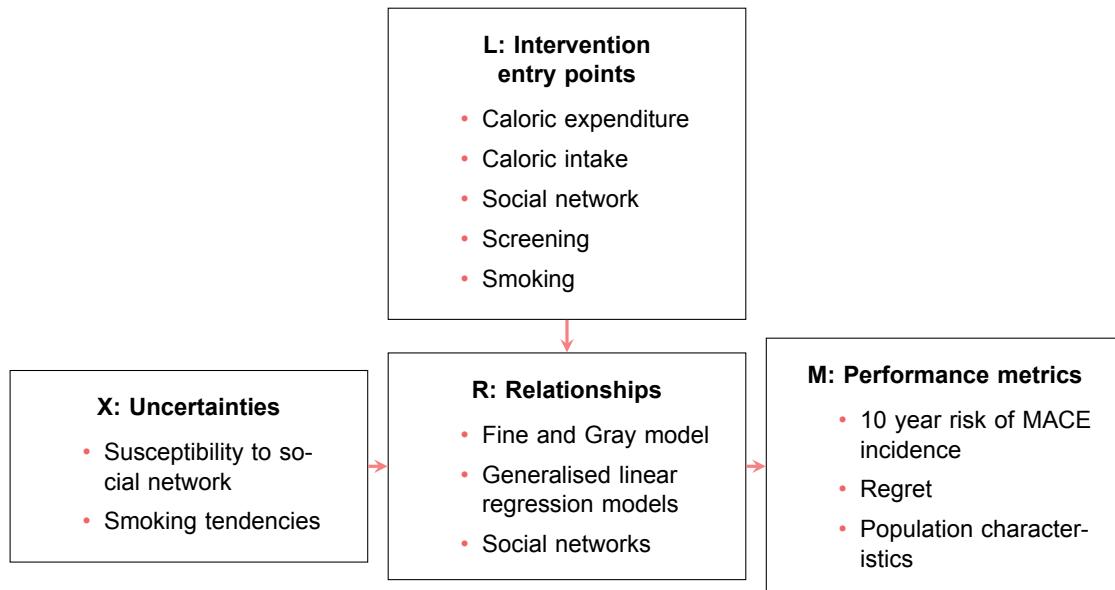 L: Intervention
entry points
• Caloric expenditure
• Caloric intake
• Social network
• Screening
• Smoking
X: Uncertainties
• Susceptibility to so-
cial network
• Smoking tendencies
R: Relationships
• Fine and Gray model
• Generalised linear
regression models
• Social networks
M: Performance metrics
• 10 year risk of MACE
incidence
• Regret
• Population character-
istics